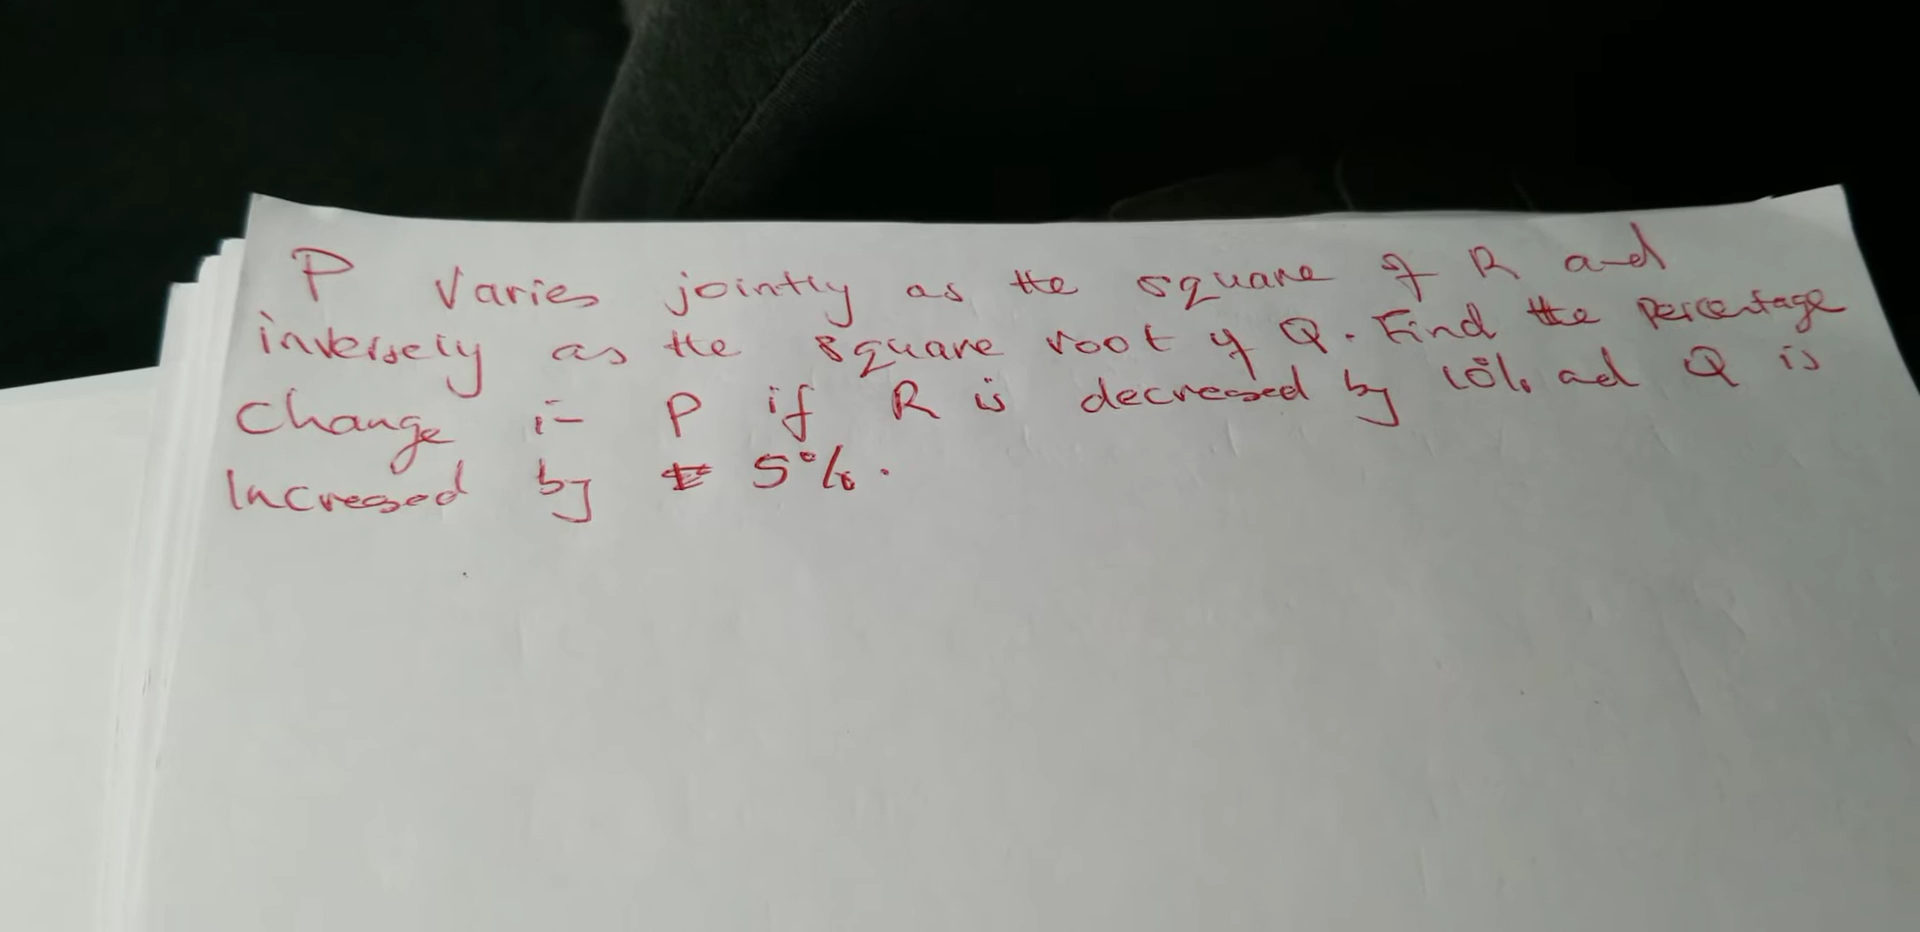 P varies jointly as the square of R and
inversely as the square root of Q. Find the percentage
change in P if R is decreased by 10% ad Q is
Increased by 5%.